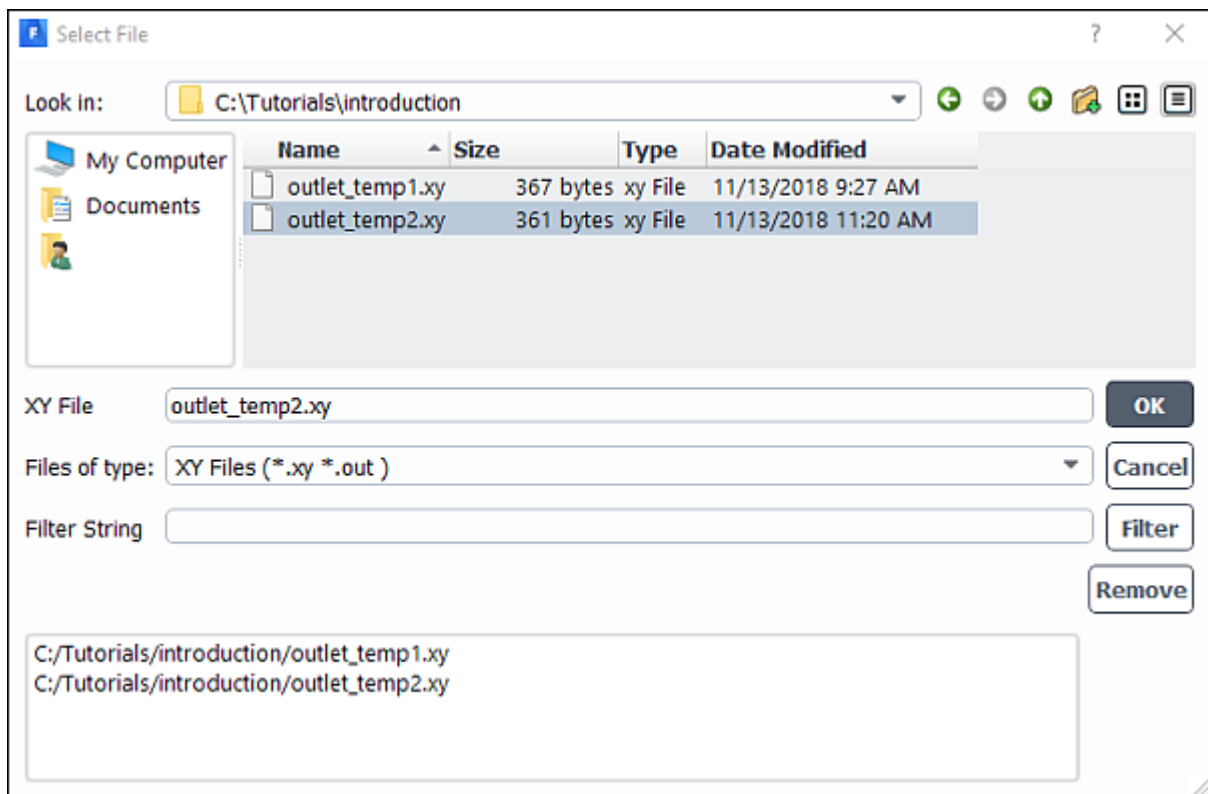 F Select File ?
Look in: C:\Tutorials\introduction
My Computer
Documents
Name Size Type Date Modified
outlet_temp1.xy 367 bytes xy File 11/13/2018 9:27 AM
outlet_temp2.xy 361 bytes xy File 11/13/2018 11:20 AM
XY File outlet_temp2.xy OK
Files of type: XY Files (*.xy *.out ) Cancel
Filter String Filter
Remove
C:/Tutorials/introduction/outlet_temp1.xy
C:/Tutorials/introduction/outlet_temp2.xy